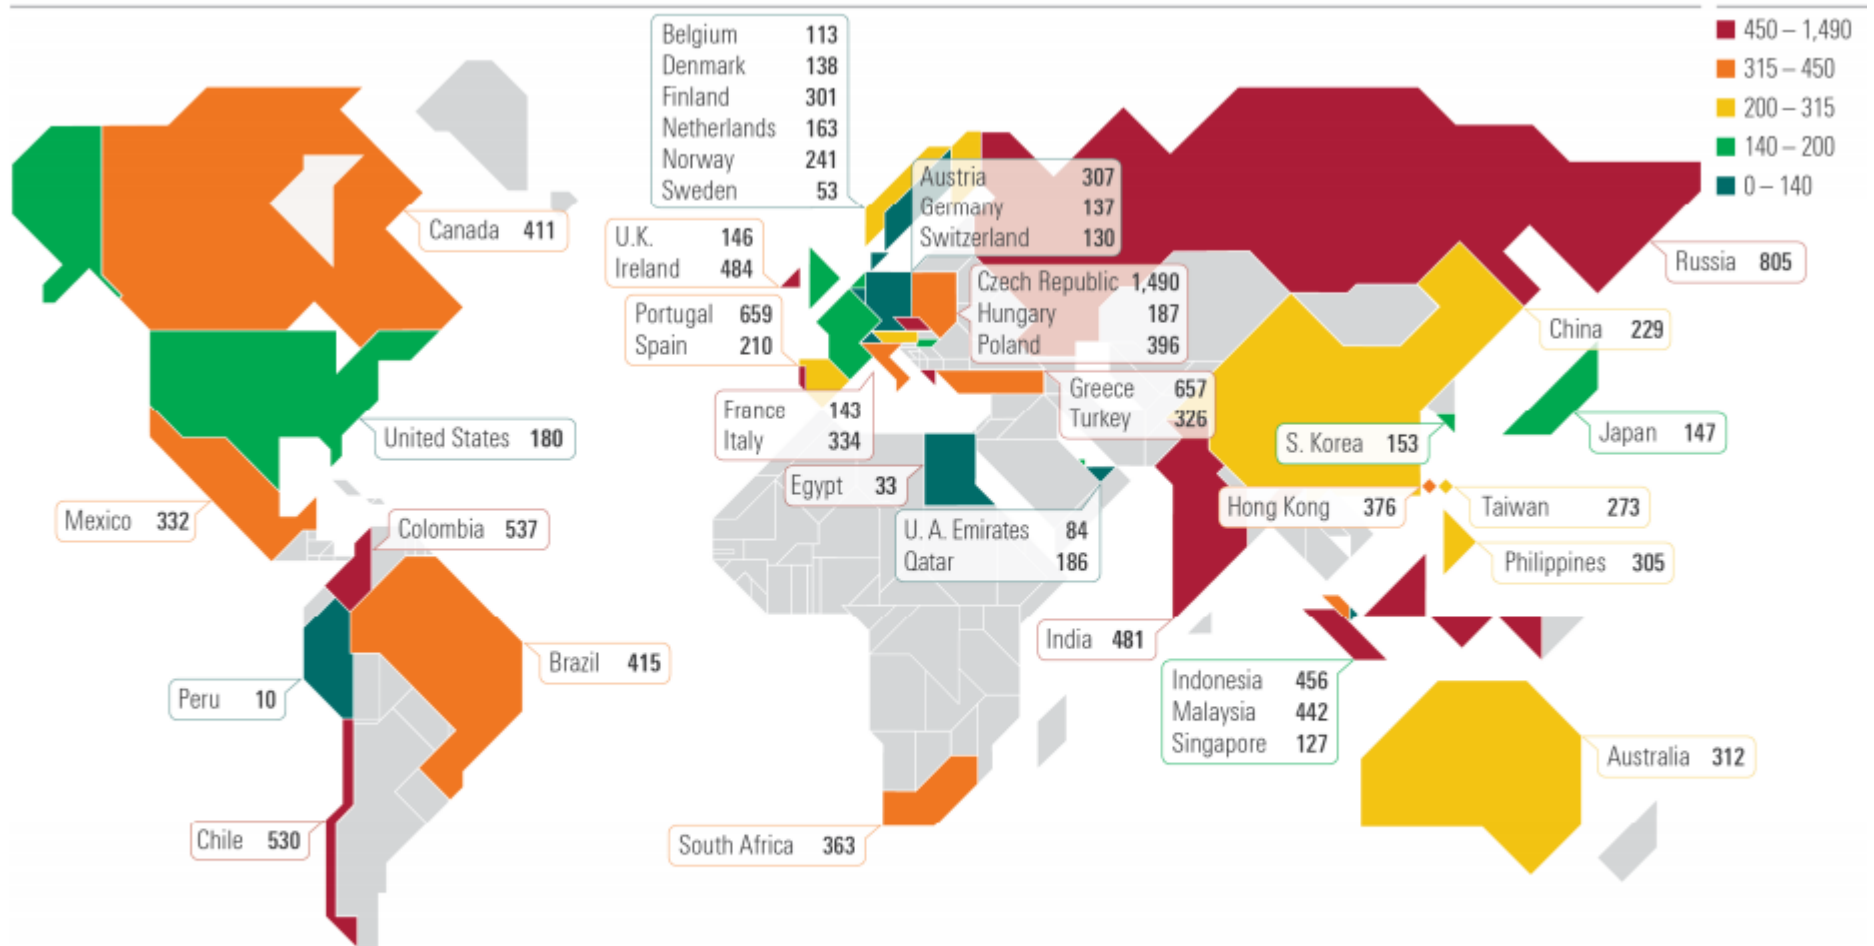 450 – 1,490
315 – 450
200 – 315
140 – 200
0 – 140
Belgium 113
Denmark 138
Finland 301
Netherlands 163
Norway 241
Sweden 53
Austria 307
Germany 137
Switzerland 130
Canada 411
U.K. 146
Ireland 484
Russia 805
Czech Republic 1,490
Hungary 187
Poland 396
Portugal 659
Spain 210
China 229
France 143
Italy 334
Greece 657
Turkey 326
United States 180
S. Korea 153
Japan 147
Egypt 33
Hong Kong 376
Taiwan 273
Mexico 332
Colombia 537
U. A. Emirates 84
Qatar 186
Philippines 305
India 481
Brazil 415
Peru 10
Indonesia 456
Malaysia 442
Singapore 127
Australia 312
Chile 530
South Africa 363